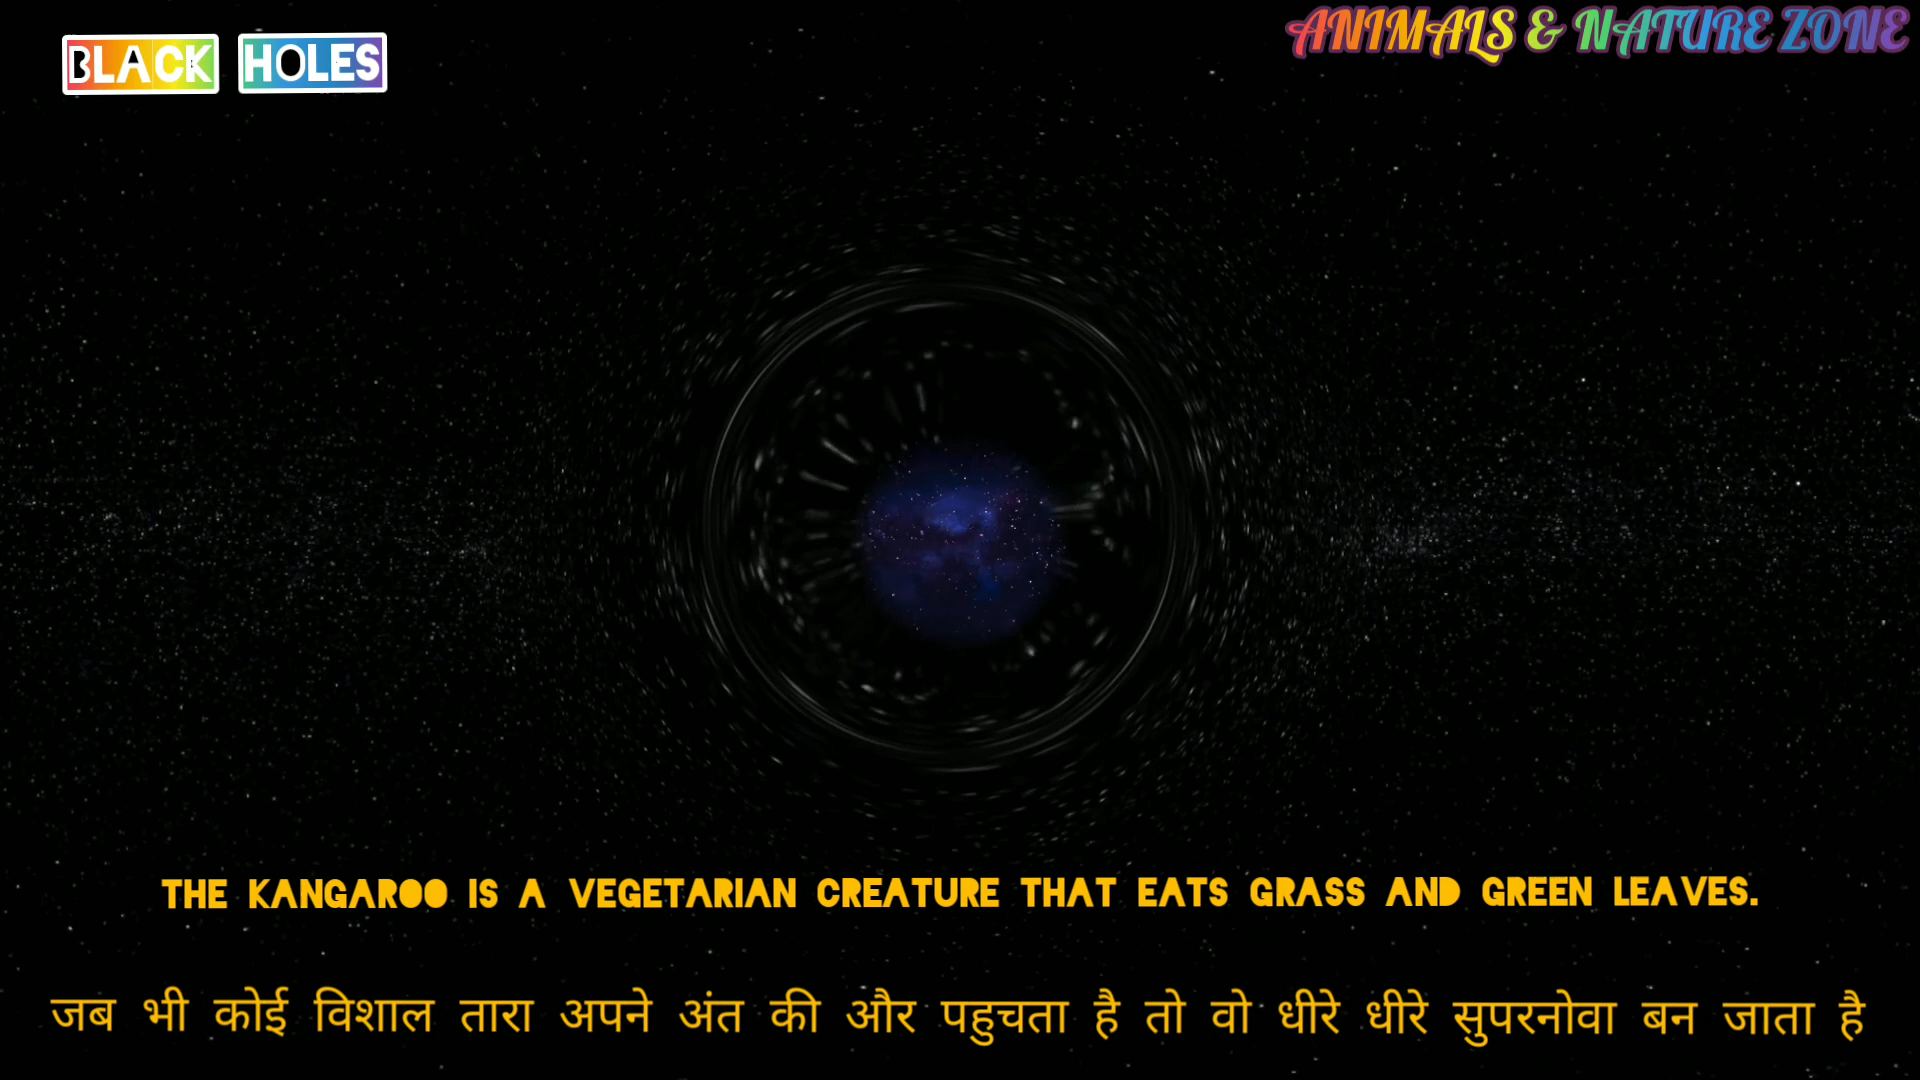 BLACK HOLES
ANIMALS & NATURE ZONE
THE KANGAROO IS A VEGETARIAN CREATURE THAT EATS GRASS AND GREEN LEAVES.
जब भी कोई विशाल तारा अपने अंत की और पहुचता है तो वो धीरे धीरे सुपरनोवा बन जाता है